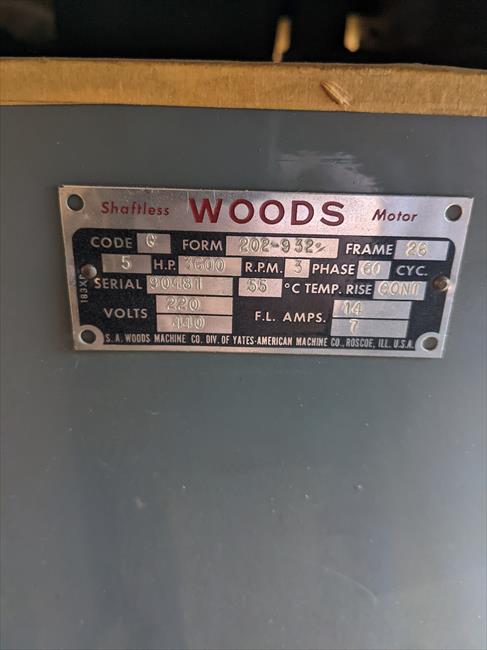 Shaftless WOODS Motor
CODE G FORM 202-932% FRAME 26
5 H.P. 3600 R.P.M. 3 PHASE 60 CYC.
SERIAL 90481 55 °C TEMP. RISE CONT
VOLTS 220 440 F.L. AMPS. 14 7
S. A. WOODS MACHINE CO. DIV. OF YATES-AMERICAN MACHINE CO., ROSCOE, ILL. U.S.A.